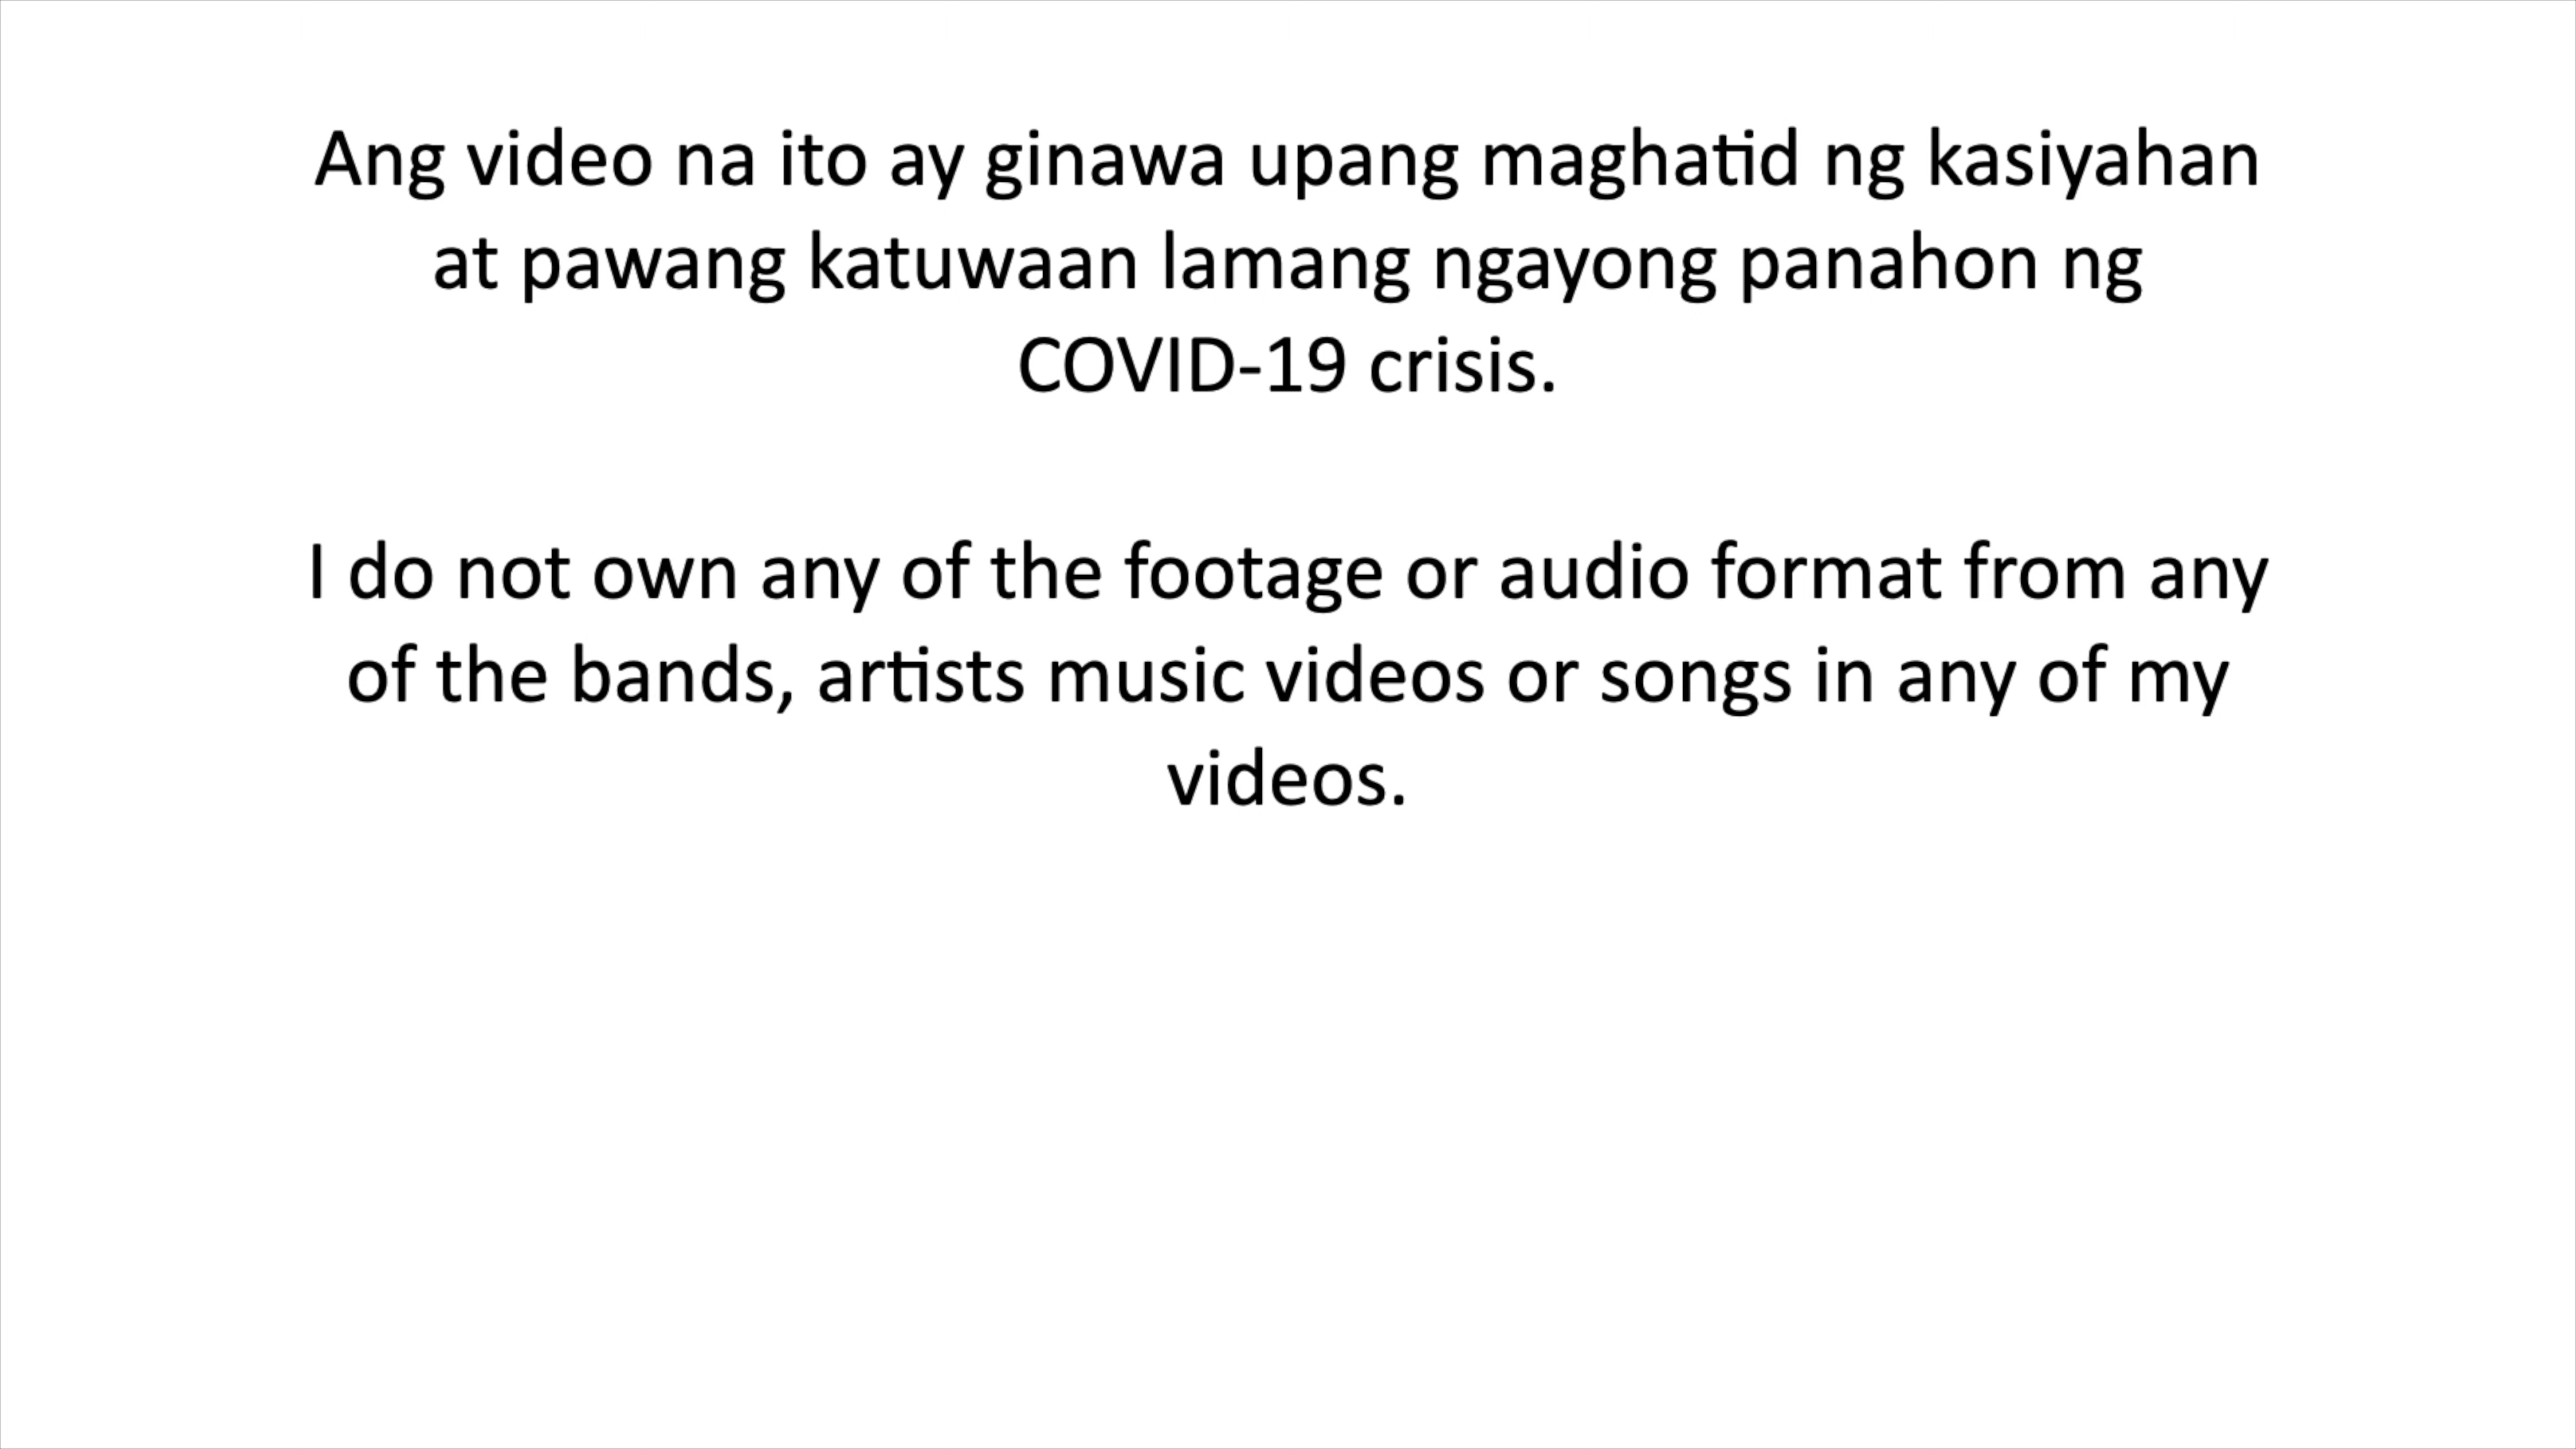 Ang video na ito ay ginawa upang maghatid ng kasiyahan
at pawang katuwaan lamang ngayong panahon ng
COVID-19 crisis.
I do not own any of the footage or audio format from any
of the bands, artists music videos or songs in any of my
videos.